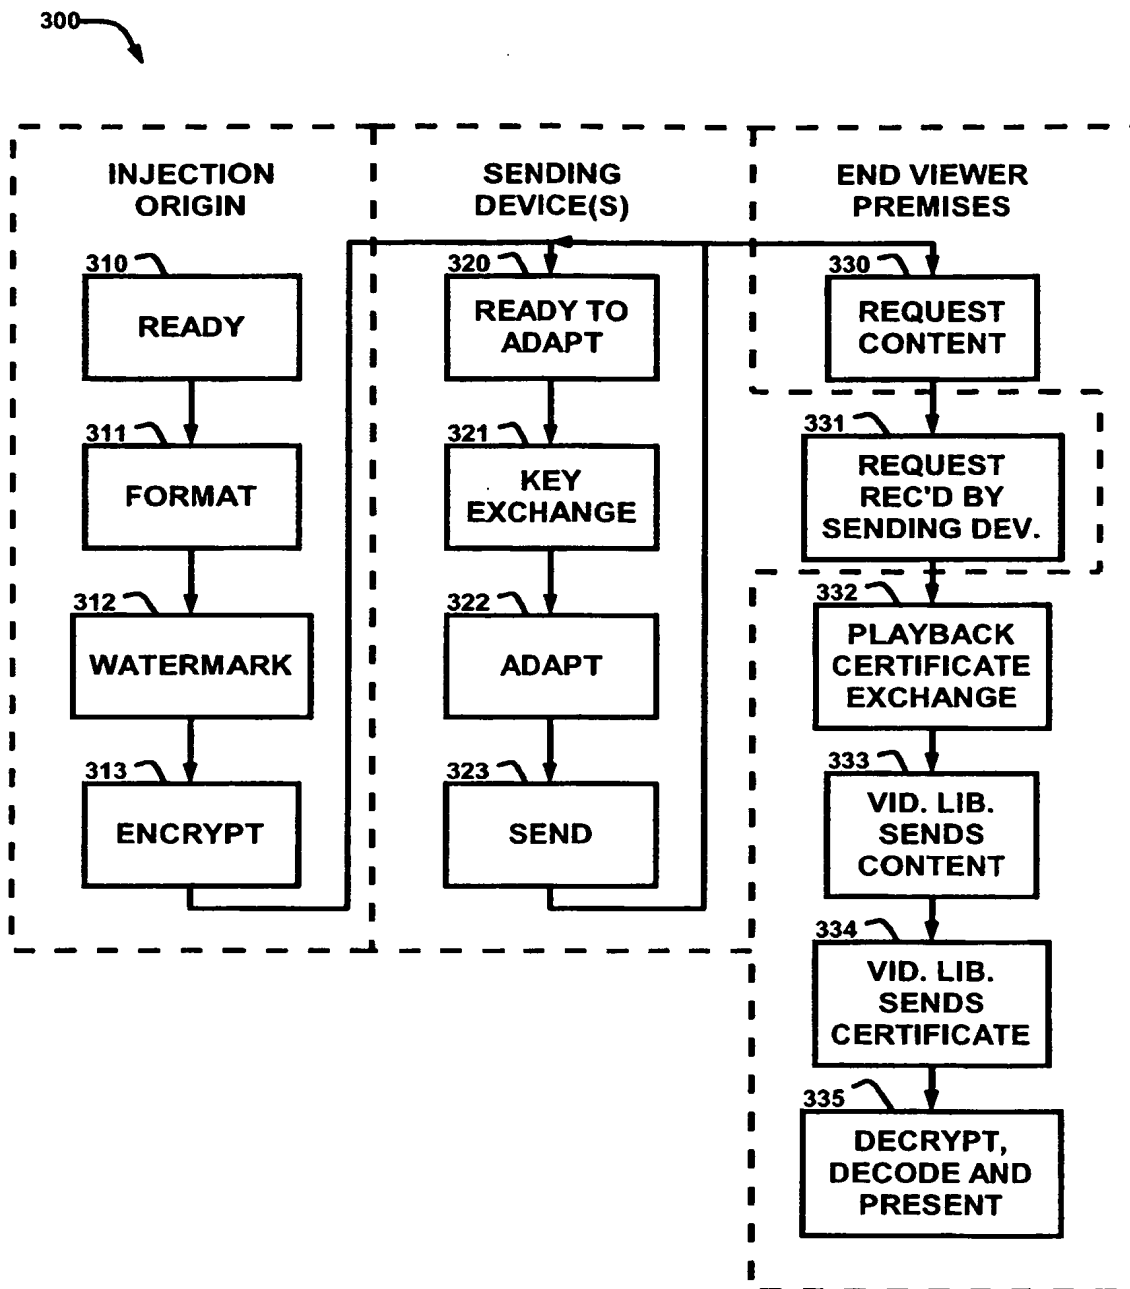 300
INJECTION
ORIGIN
310
READY
311
FORMAT
312
WATERMARK
313
ENCRYPT
SENDING
DEVICE(S)
320
READY TO
ADAPT
321
KEY
EXCHANGE
322
ADAPT
323
SEND
END VIEWER
PREMISES
330
REQUEST
CONTENT
331
REQUEST
REC'D BY
SENDING DEV.
332
PLAYBACK
CERTIFICATE
EXCHANGE
333
VID. LIB.
SENDS
CONTENT
334
VID. LIB.
SENDS
CERTIFICATE
335
DECRYPT,
DECODE AND
PRESENT